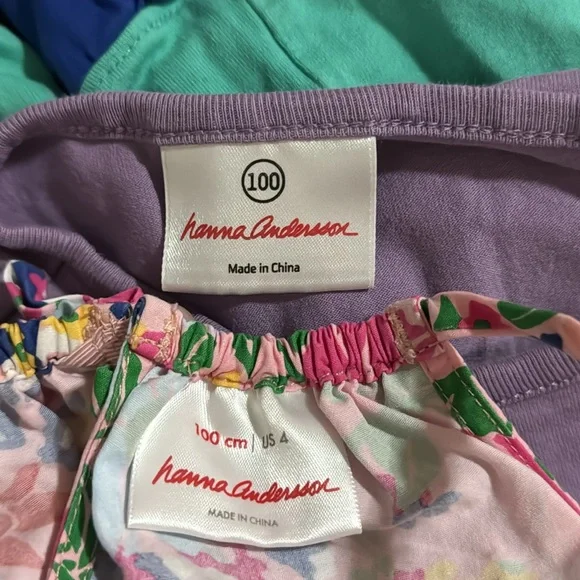 100
hanna Andersson
Made in China
100 cm | US 4
hanna Andersson
MADE IN CHINA